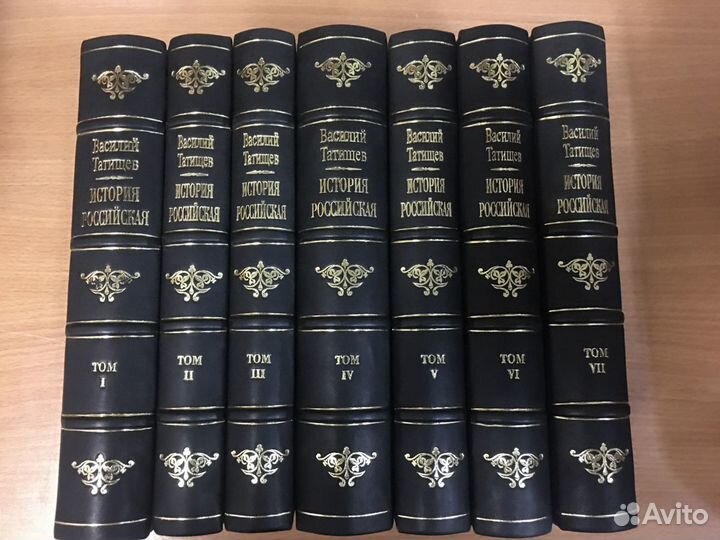 Василий
Татищев
ИСТОРИЯ
РОССИЙСКАЯ
ТОМ
I
Василий
Татищев
ИСТОРИЯ
РОССИЙСКАЯ
ТОМ
II
Василий
Татищев
ИСТОРИЯ
РОССИЙСКАЯ
ТОМ
III
Василий
Татищев
ИСТОРИЯ
РОССИЙСКАЯ
ТОМ
IV
Василий
Татищев
ИСТОРИЯ
РОССИЙСКАЯ
ТОМ
V
Василий
Татищев
ИСТОРИЯ
РОССИЙСКАЯ
ТОМ
VI
Василий
Татищев
ИСТОРИЯ
РОССИЙСКАЯ
ТОМ
VII
Avito